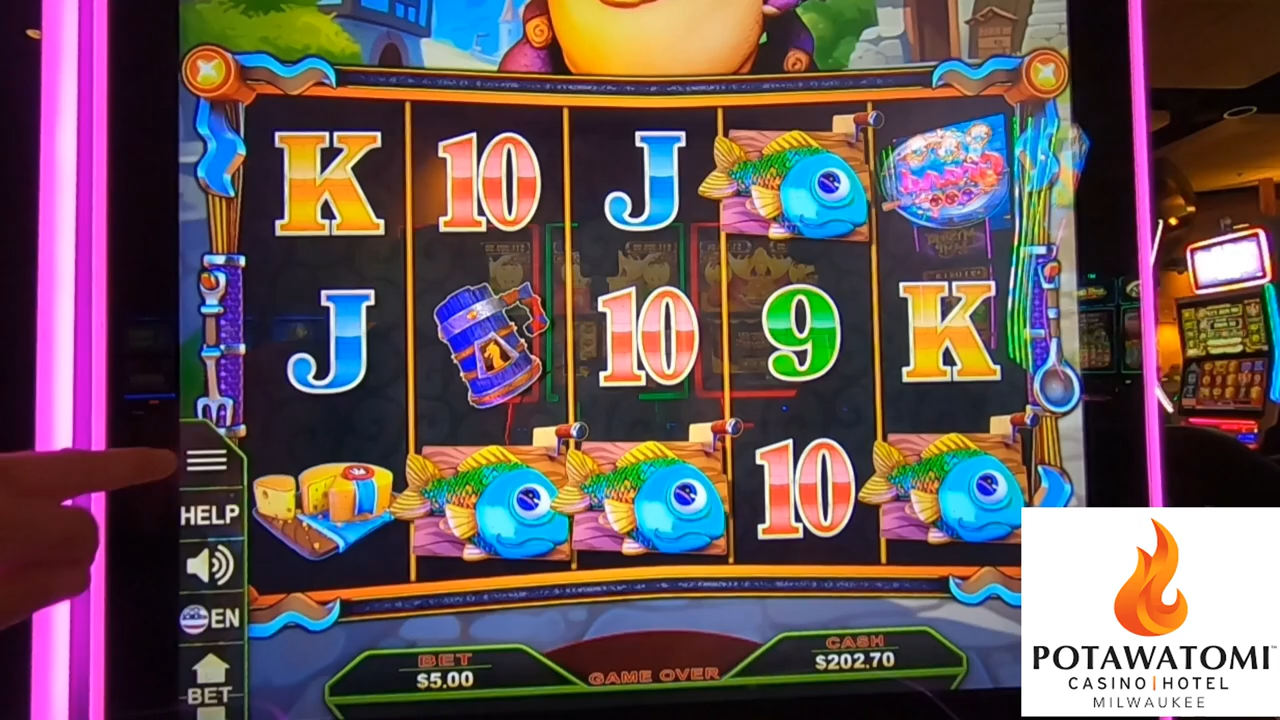 K 10 J
J 10 9 K
10
HELP
EN
BET
BET
$5.00
GAME OVER
CASH
$202.70
POTAWATOMI
CASINO | HOTEL
MILWAUKEE